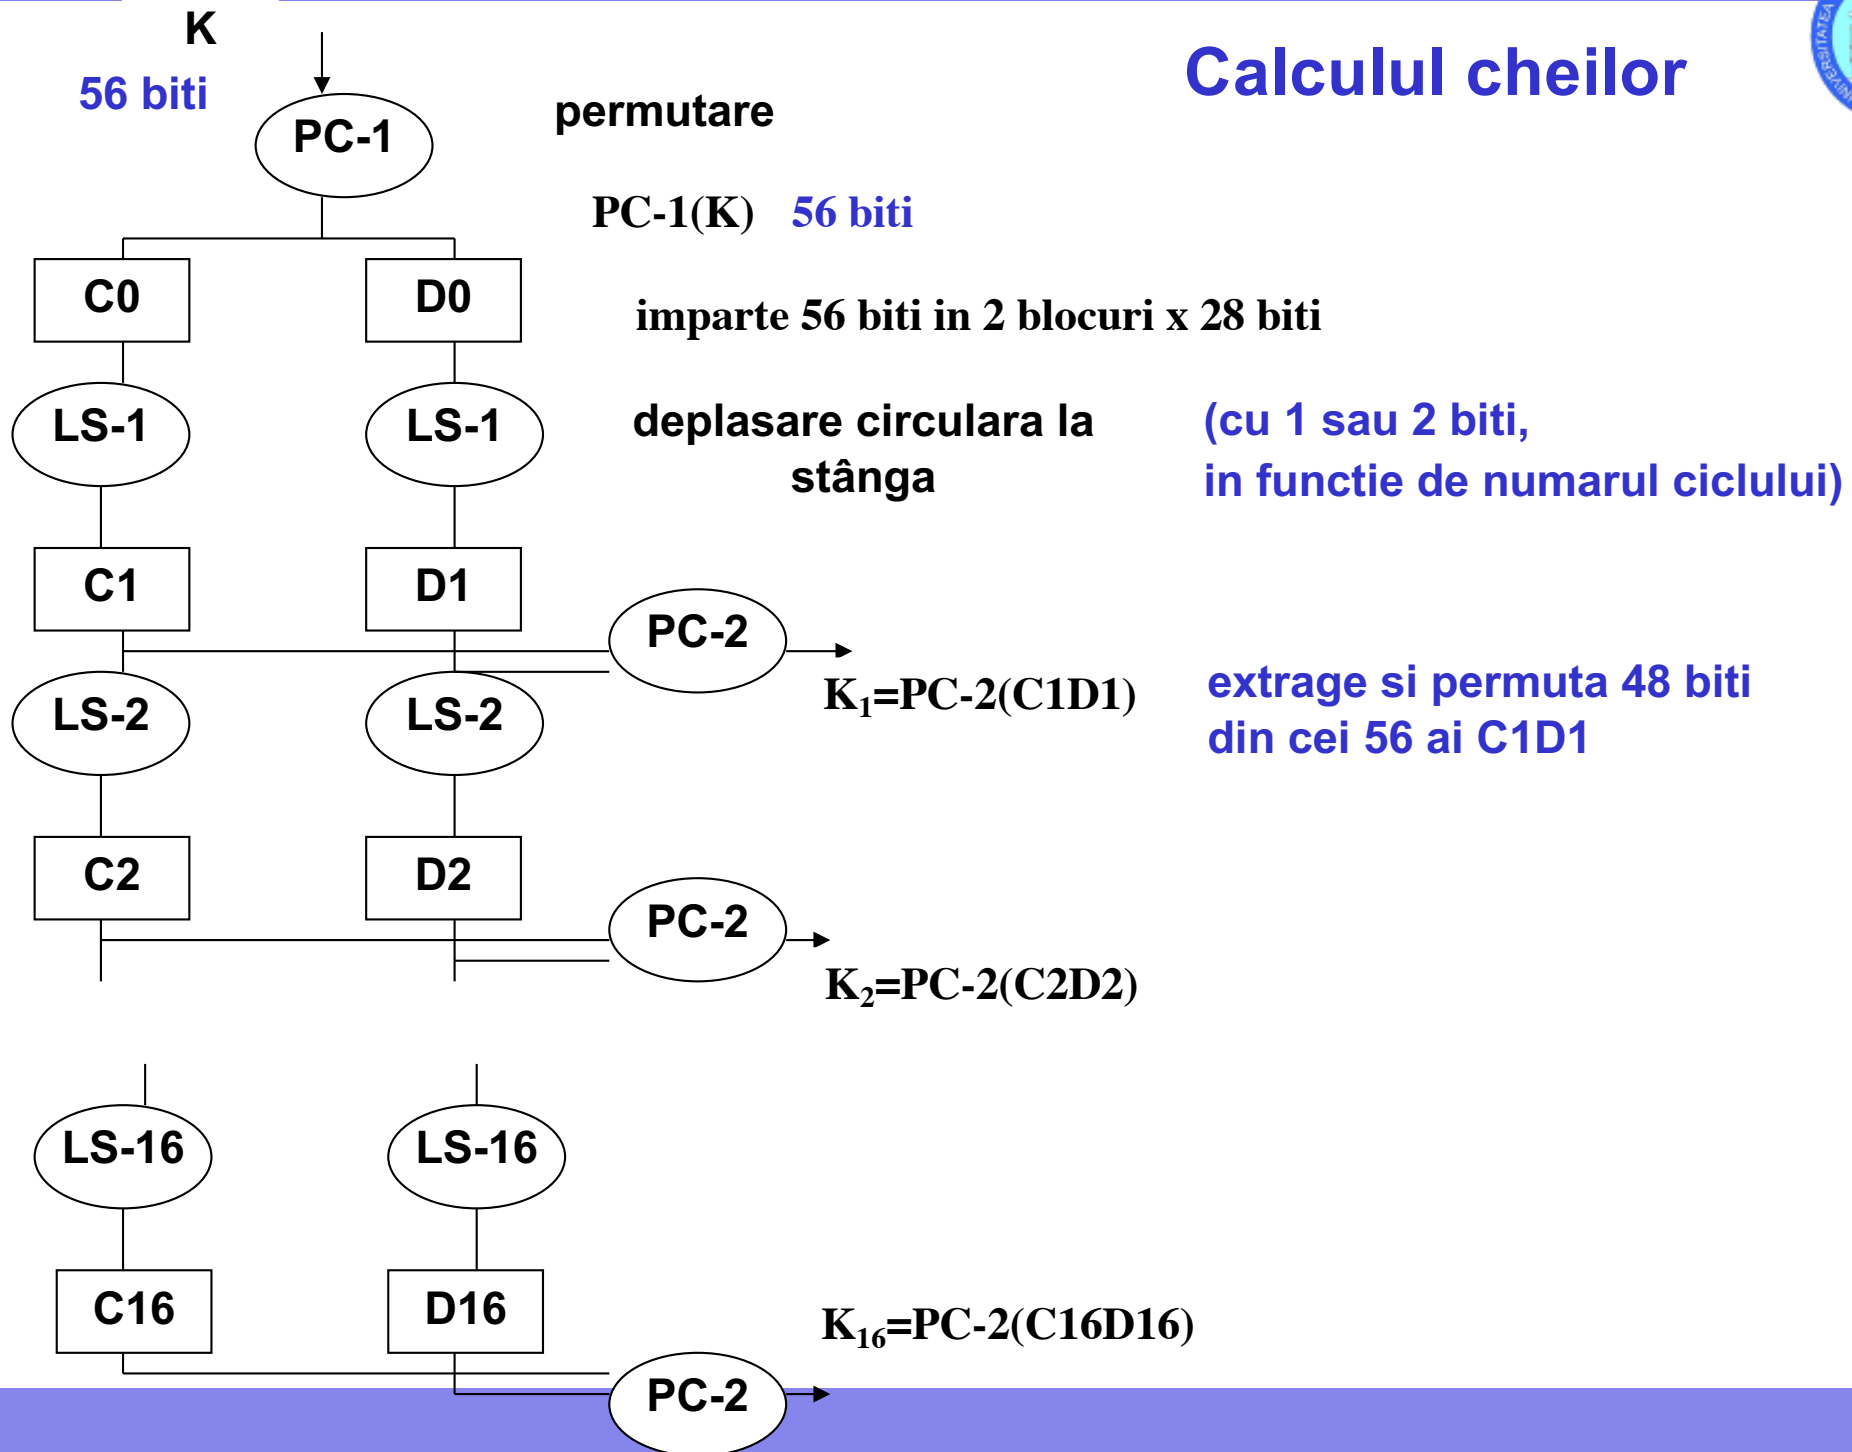 K
Calculul cheilor
56 biti
PC-1
permutare
PC-1(K) 56 biti
C0
D0
imparte 56 biti in 2 blocuri x 28 biti
LS-1
LS-1
deplasare circulara la
stânga
(cu 1 sau 2 biti,
in functie de numarul ciclului)
C1
D1
PC-2
K₁=PC-2(C1D1)
extrage si permuta 48 biti
din cei 56 ai C1D1
LS-2
LS-2
C2
D2
PC-2
K₂=PC-2(C2D2)
LS-16
LS-16
C16
D16
K₁₆=PC-2(C16D16)
PC-2